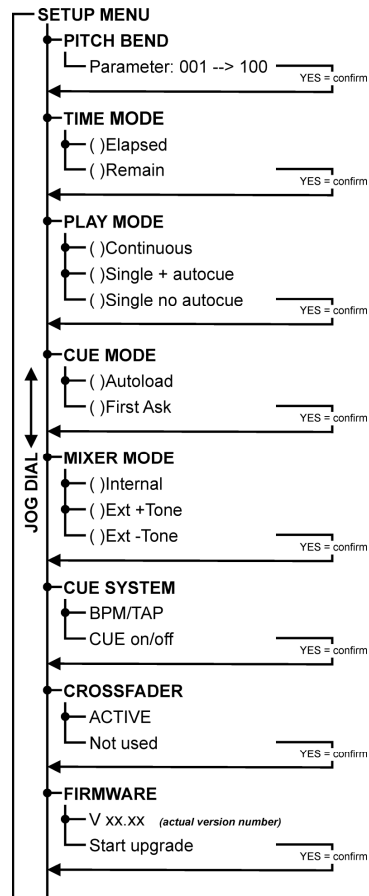 SETUP MENU
PITCH BEND
Parameter: 001 --> 100
YES = confirm
TIME MODE
( )Elapsed
( )Remain
YES = confirm
PLAY MODE
( )Continuous
( )Single + autocue
( )Single no autocue
YES = confirm
CUE MODE
( )Autoload
( )First Ask
YES = confirm
JOG DIAL
MIXER MODE
( )Internal
( )Ext +Tone
( )Ext -Tone
YES = confirm
CUE SYSTEM
BPM/TAP
CUE on/off
YES = confirm
CROSSFADER
ACTIVE
Not used
YES = confirm
FIRMWARE
V xx.xx (actual version number)
Start upgrade
YES = confirm